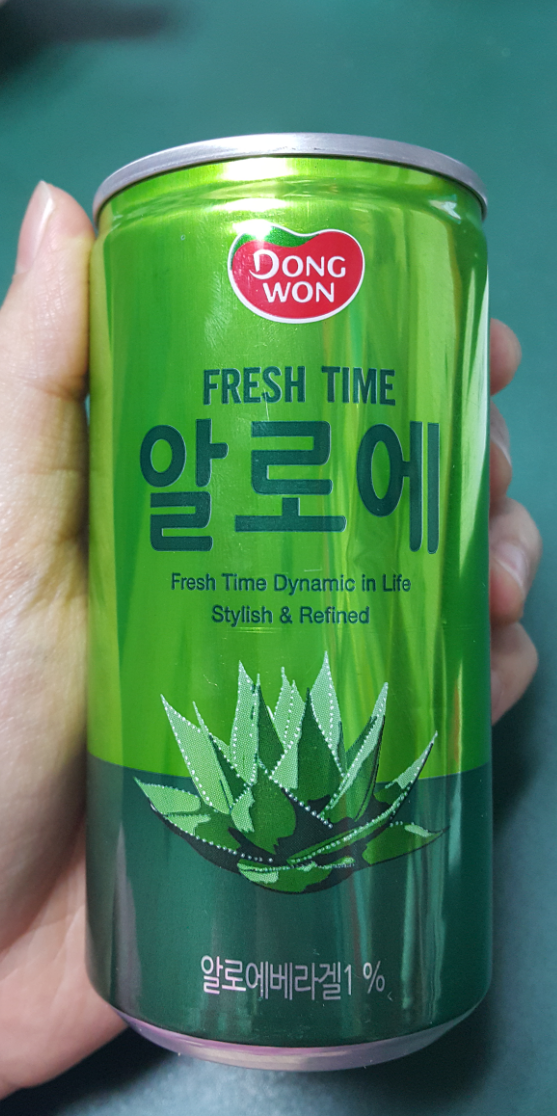 DONG
WON
FRESH TIME
알로에
Fresh Time Dynamic in Life
Stylish & Refined
알로에베라겔1 %